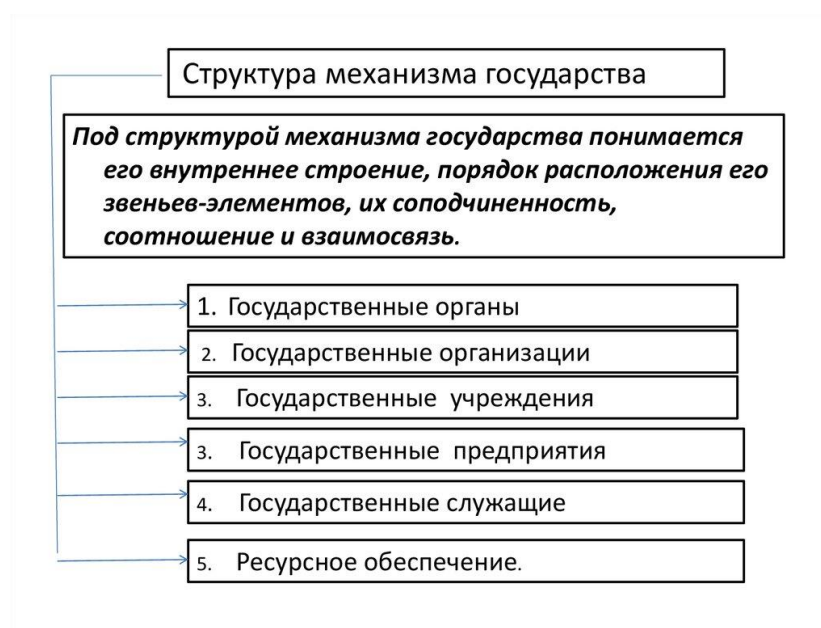 Структура механизма государства
Под структурой механизма государства понимается
его внутреннее строение, порядок расположения его
звеньев-элементов, их соподчиненность,
соотношение и взаимосвязь.
1. Государственные органы
2. Государственные организации
3. Государственные учреждения
3. Государственные предприятия
4. Государственные служащие
5. Ресурсное обеспечение.